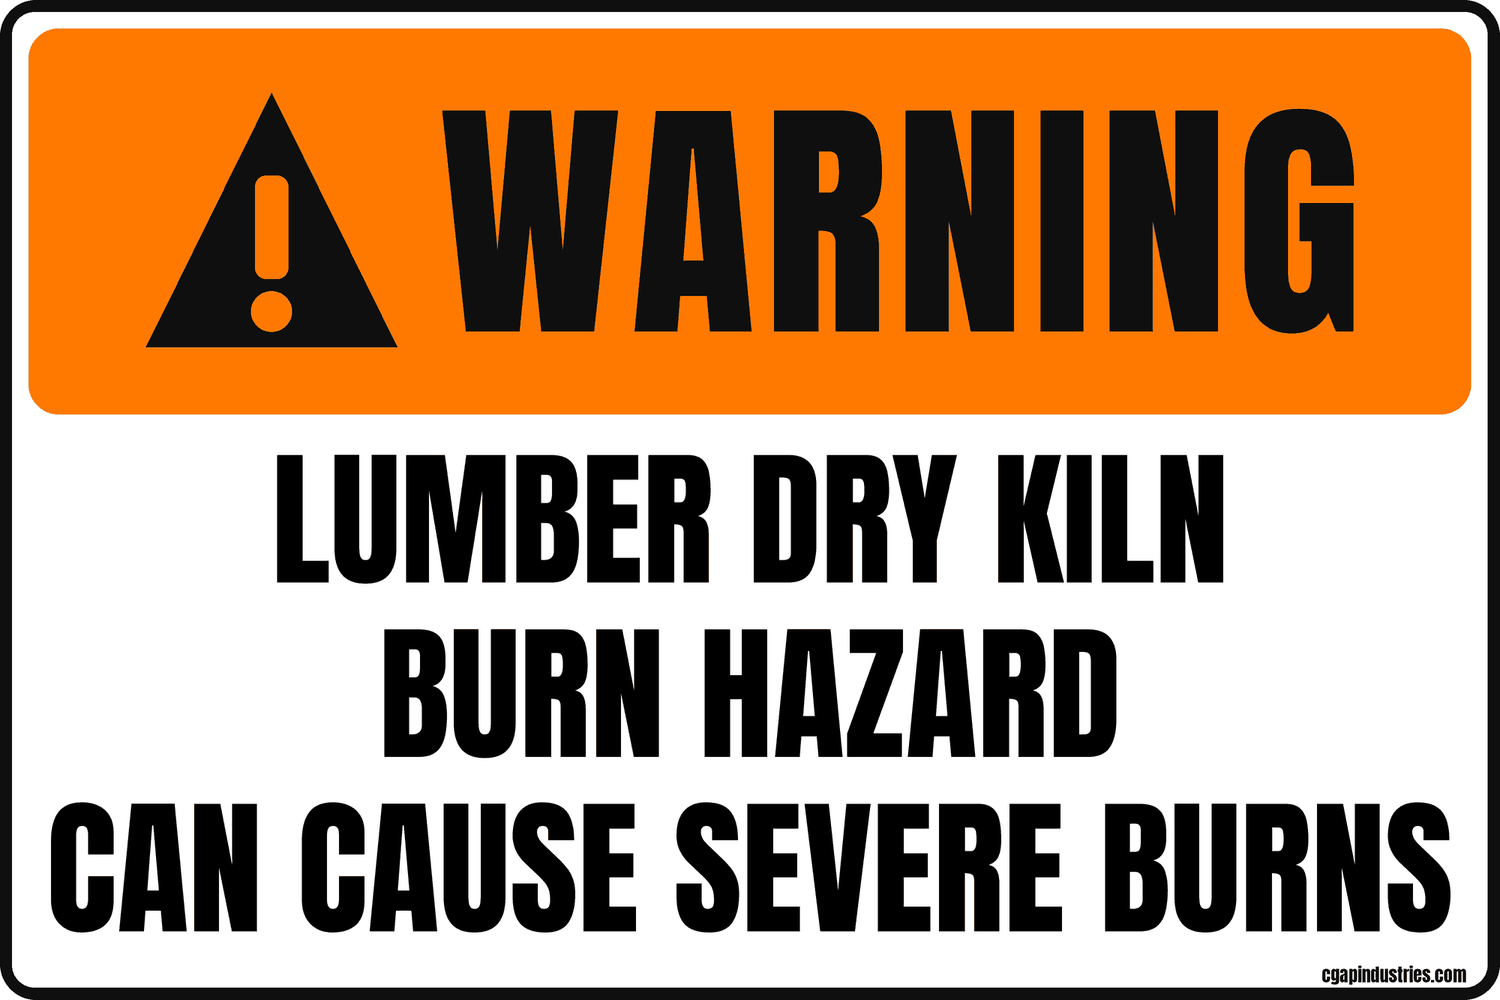 WARNING
LUMBER DRY KILN
BURN HAZARD
CAN CAUSE SEVERE BURNS
cgapindustries.com